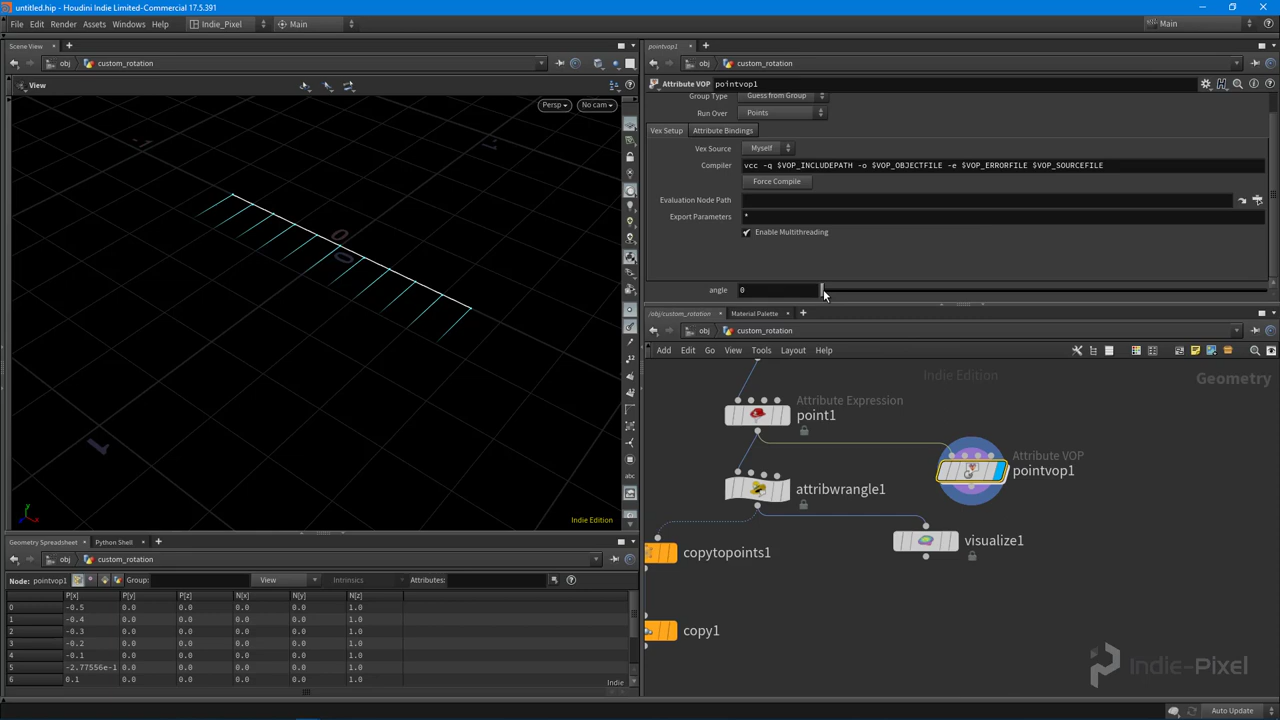 untitled.hip - Houdini Indie Limited-Commercial 17.5.391
File Edit Render Assets Windows Help Indie_Pixel Main Main
Scene View
obj custom_rotation
View
Persp No cam
Indie Edition
Geometry Spreadsheet Python Shell
obj custom_rotation
Node: pointvop1 Group: View Intrinsics Attributes:
P[x] P[y] P[z] N[x] N[y] N[z]
0 -0.5 0.0 0.0 0.0 0.0 1.0
1 -0.4 0.0 0.0 0.0 0.0 1.0
2 -0.3 0.0 0.0 0.0 0.0 1.0
3 -0.2 0.0 0.0 0.0 0.0 1.0
4 -0.1 0.0 0.0 0.0 0.0 1.0
5 -2.77556e-1 0.0 0.0 0.0 0.0 1.0
6 0.1 0.0 0.0 0.0 0.0 1.0
Indie
pointvop1
obj custom_rotation
Attribute VOP pointvop1
Group Type Guess from Group
Run Over Points
Vex Setup Attribute Bindings
Vex Source Myself
Compiler vcc -q $VOP_INCLUDEPATH -o $VOP_OBJECTFILE -e $VOP_ERRORFILE $VOP_SOURCEFILE
Force Compile
Evaluation Node Path
Export Parameters *
Enable Multithreading
angle 0
/obj/custom_rotation Material Palette
obj custom_rotation
Add Edit Go View Tools Layout Help
Indie Edition
Geometry
Attribute Expression
point1
Attribute VOP
pointvop1
attribwrangle1
copytopoints1
visualize1
copy1
Indie-Pixel
Auto Update